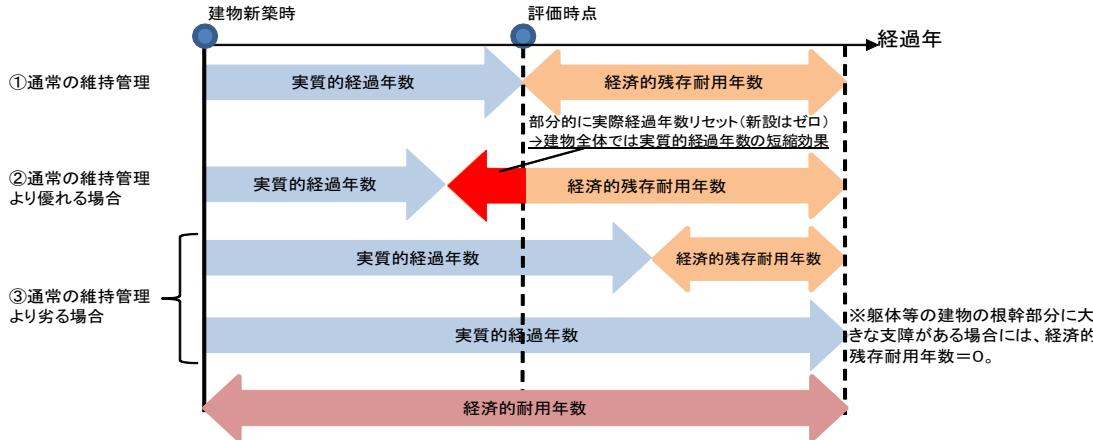 建物新築時
評価時点
経過年
①通常の維持管理
実質的経過年数
経済的残存耐用年数
部分的に実際経過年数リセット(新設はゼロ)
→建物全体では実質的経過年数の短縮効果
②通常の維持管理
より優れる場合
実質的経過年数
経済的残存耐用年数
実質的経過年数
経済的残存耐用年数
③通常の維持管理
より劣る場合
実質的経過年数
※躯体等の建物の根幹部分に大
きな支障がある場合には、経済的
残存耐用年数=0。
経済的耐用年数